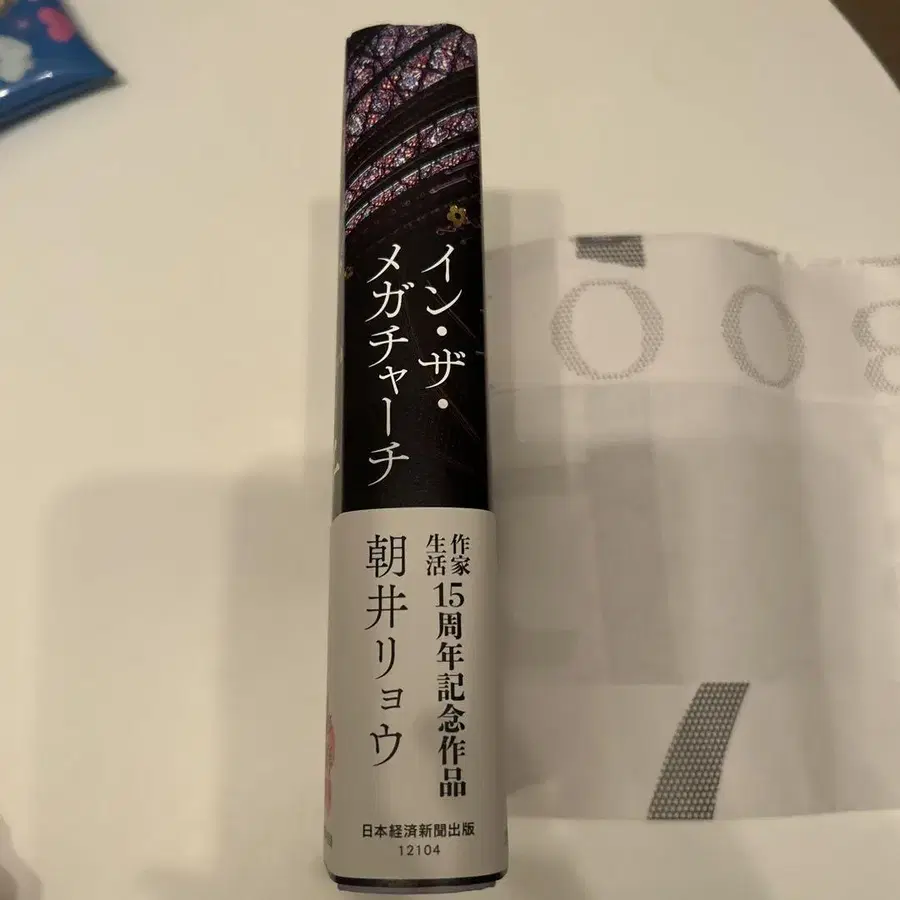 イン・ザ・
メガチャーチ
作家
生活
15周年記念作品
朝井リョウ
日本経済新聞出版
12104